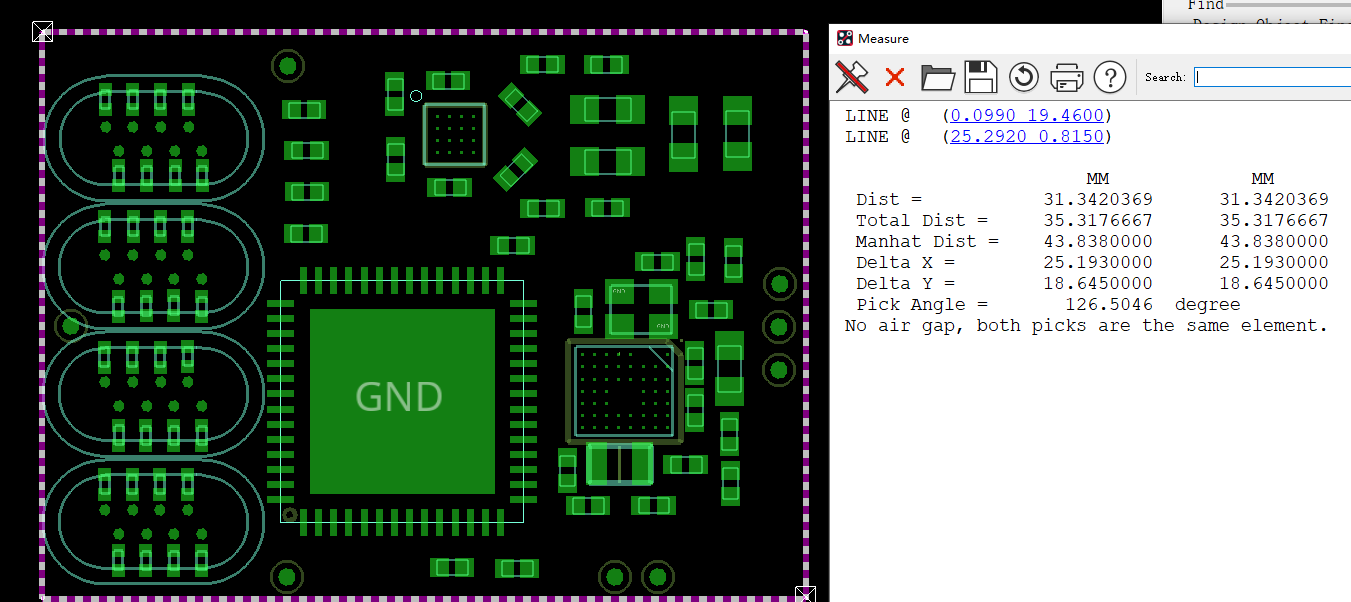 Find
Measure
Search:
LINE @ (0.0990 19.4600)
LINE @ (25.2920 0.8150)
MM MM
Dist = 31.3420369 31.3420369
Total Dist = 35.3176667 35.3176667
Manhat Dist = 43.8380000 43.8380000
Delta X = 25.1930000 25.1930000
Delta Y = 18.6450000 18.6450000
Pick Angle = 126.5046 degree
No air gap, both picks are the same element.
GND
GND
GND